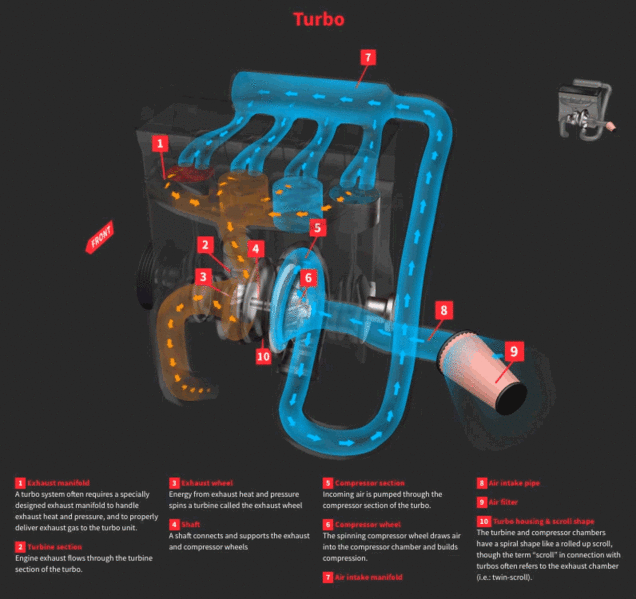 Turbo
7
1
FRONT
5
2
4
3
6
8
9
10
1 Exhaust manifold
A turbo system often requires a specially
designed exhaust manifold to handle
exhaust heat and pressure, and to properly
deliver exhaust gas to the turbo unit.
2 Turbine section
Engine exhaust flows through the turbine
section of the turbo.
3 Exhaust wheel
Energy from exhaust heat and pressure
spins a turbine called the exhaust wheel
4 Shaft
A shaft connects and supports the exhaust
and compressor wheels
5 Compressor section
Incoming air is pumped through the
compressor section of the turbo.
6 Compressor wheel
The spinning compressor wheel draws air
into the compressor chamber and builds
compression.
7 Air intake manifold
8 Air intake pipe
9 Air filter
10 Turbo housing & scroll shape
The turbine and compressor chambers
have a spiral shape like a rolled up scroll,
though the term "scroll" in connection with
turbos often refers to the exhaust chamber
(i.e.: twin-scroll).